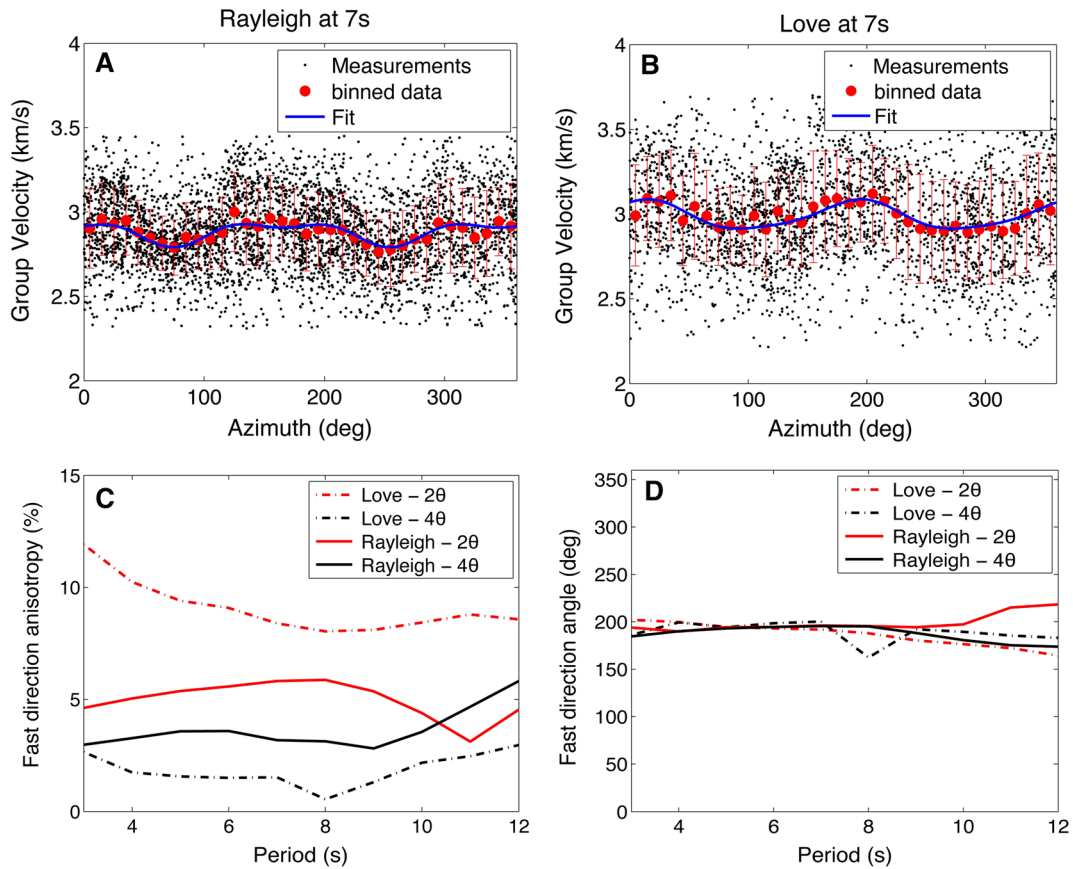 Rayleigh at 7s
A
Measurements
binned data
Fit
Group Velocity (km/s)
4
3.5
3
2.5
2
0
100
200
300
Azimuth (deg)
Love at 7s
B
Measurements
binned data
Fit
Group Velocity (km/s)
4
3.5
3
2.5
2
0
100
200
300
Azimuth (deg)
C
Love − 2θ
Love − 4θ
Rayleigh − 2θ
Rayleigh − 4θ
Fast direction anisotropy (%)
15
10
5
0
4
6
8
10
12
Period (s)
D
Love − 2θ
Love − 4θ
Rayleigh − 2θ
Rayleigh − 4θ
Fast direction angle (deg)
350
300
250
200
150
100
50
0
4
6
8
10
12
Period (s)